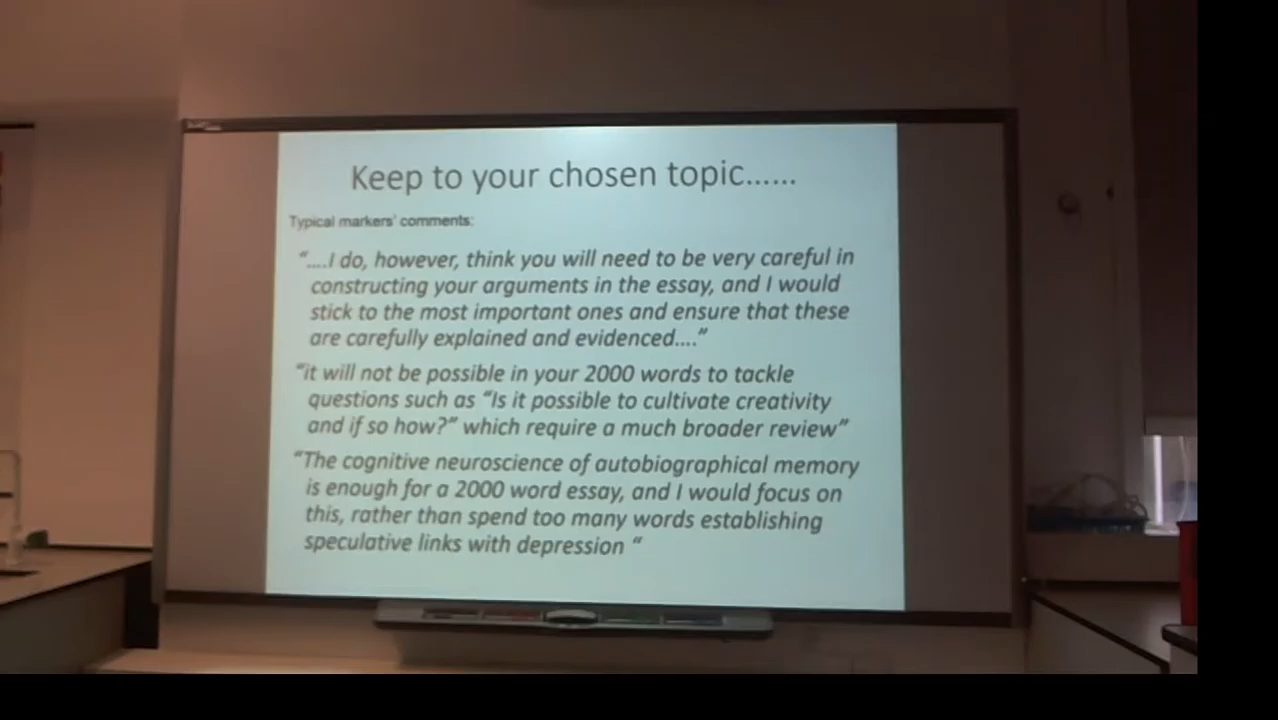 Keep to your chosen topic......
Typical markers' comments:
"....I do, however, think you will need to be very careful in
constructing your arguments in the essay, and I would
stick to the most important ones and ensure that these
are carefully explained and evidenced...."
"it will not be possible in your 2000 words to tackle
questions such as "Is it possible to cultivate creativity
and if so how?" which require a much broader review"
"The cognitive neuroscience of autobiographical memory
is enough for a 2000 word essay, and I would focus on
this, rather than spend too many words establishing
speculative links with depression "